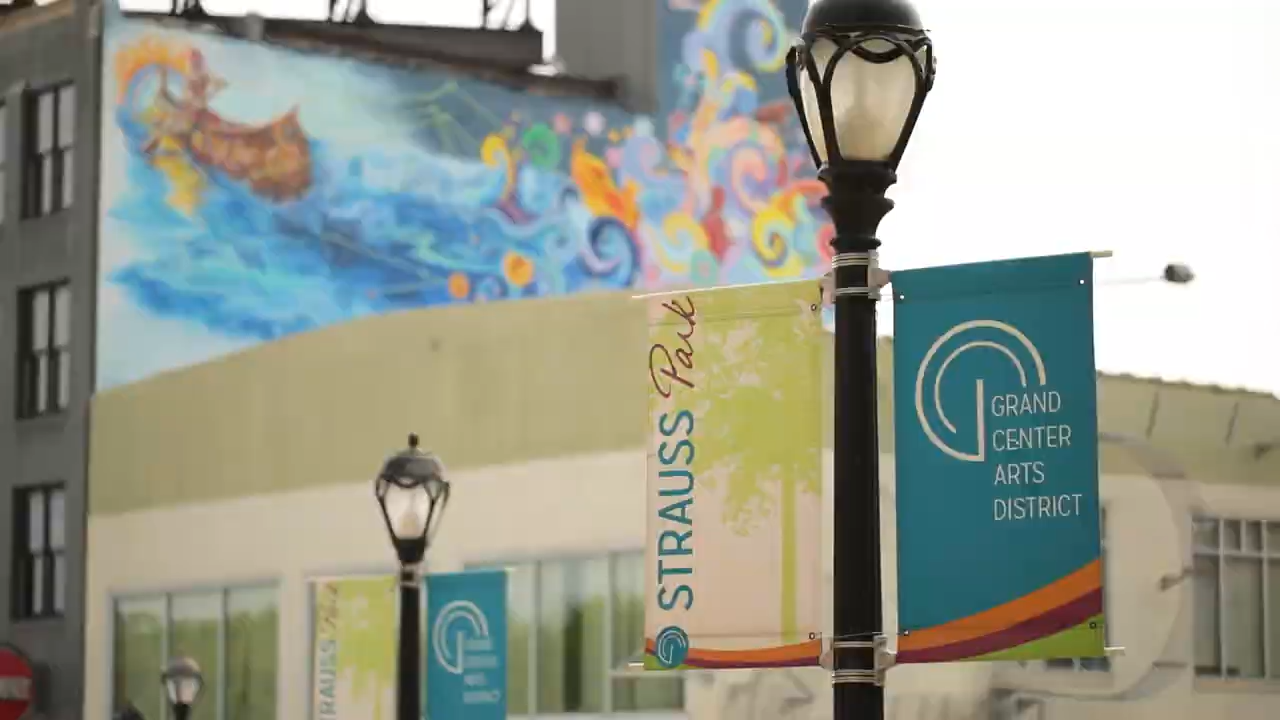 STRAUSS Park
GRAND
CENTER
ARTS
DISTRICT
STRAUSS Park